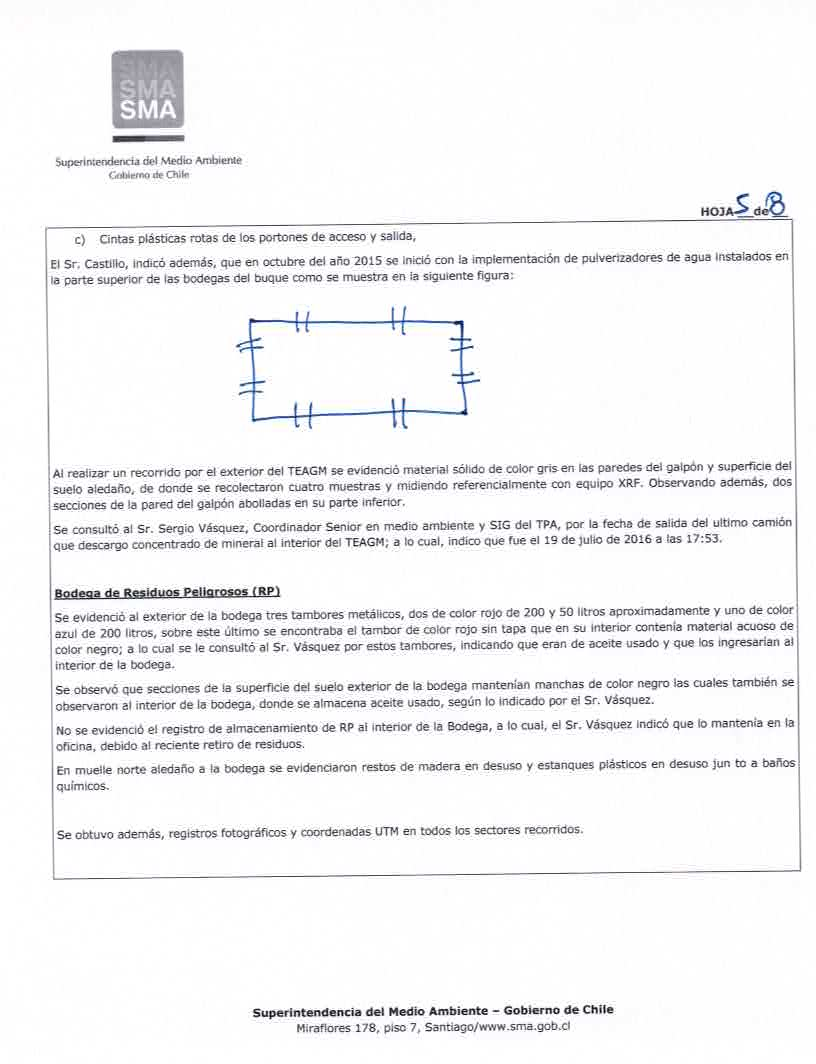 SMA
SMA
SMA
Superintendencia del Medio Ambiente
Gobierno de Chile
HOJA 5 de 8
c) Cintas plásticas rotas de los portones de acceso y salida,
El Sr. Castillo, indicó además, que en octubre del año 2015 se inició con la implementación de pulverizadores de agua instalados en
la parte superior de las bodegas del buque como se muestra en la siguiente figura:
Al realizar un recorrido por el exterior del TEAGM se evidenció material sólido de color gris en las paredes del galpón y superficie del
suelo aledaño, de donde se recolectaron cuatro muestras y midiendo referencialmente con equipo XRF. Observando además, dos
secciones de la pared del galpón abolladas en su parte inferior.
Se consultó al Sr. Sergio Vásquez, Coordinador Senior en medio ambiente y SIG del TPA, por la fecha de salida del ultimo camión
que descargo concentrado de mineral al interior del TEAGM; a lo cual, indico que fue el 19 de julio de 2016 a las 17:53.
Bodega de Residuos Peligrosos (RP)
Se evidenció al exterior de la bodega tres tambores metálicos, dos de color rojo de 200 y 50 litros aproximadamente y uno de color
azul de 200 litros, sobre este último se encontraba el tambor de color rojo sin tapa que en su interior contenía material acuoso de
color negro; a lo cual se le consultó al Sr. Vásquez por estos tambores, indicando que eran de aceite usado y que los ingresarían al
interior de la bodega.
Se observó que secciones de la superficie del suelo exterior de la bodega mantenían manchas de color negro las cuales también se
observaron al interior de la bodega, donde se almacena aceite usado, según lo indicado por el Sr. Vásquez.
No se evidenció el registro de almacenamiento de RP al interior de la Bodega, a lo cual, el Sr. Vásquez indicó que lo mantenía en la
oficina, debido al reciente retiro de residuos.
En muelle norte aledaño a la bodega se evidenciaron restos de madera en desuso y estanques plásticos en desuso jun to a baños
químicos.
Se obtuvo además, registros fotográficos y coordenadas UTM en todos los sectores recorridos.
Superintendencia del Medio Ambiente – Gobierno de Chile
Miraflores 178, piso 7, Santiago/www.sma.gob.cl